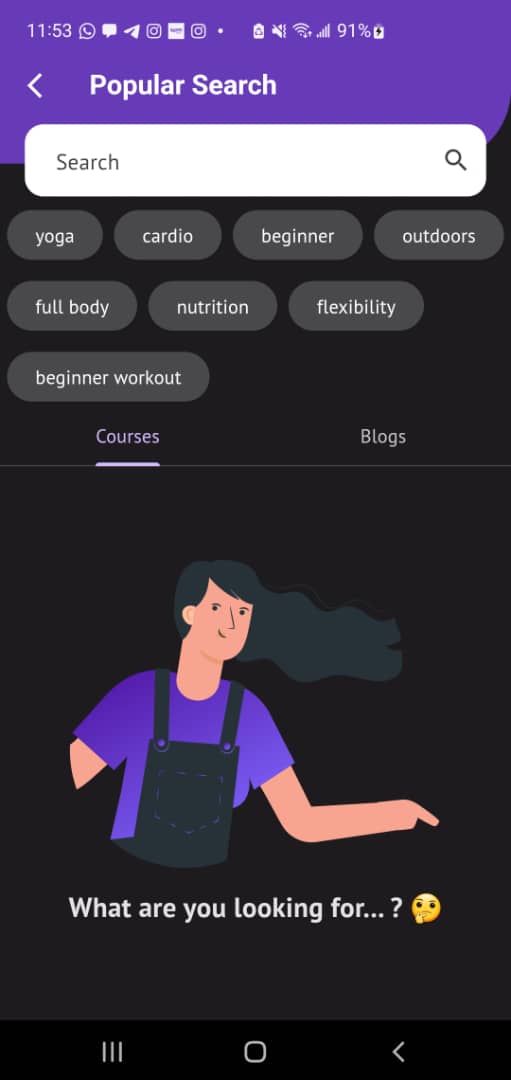 11:53 91%
Popular Search
Search
yoga cardio beginner outdoors
full body nutrition flexibility
beginner workout
Courses Blogs
What are you looking for... ? 🤔